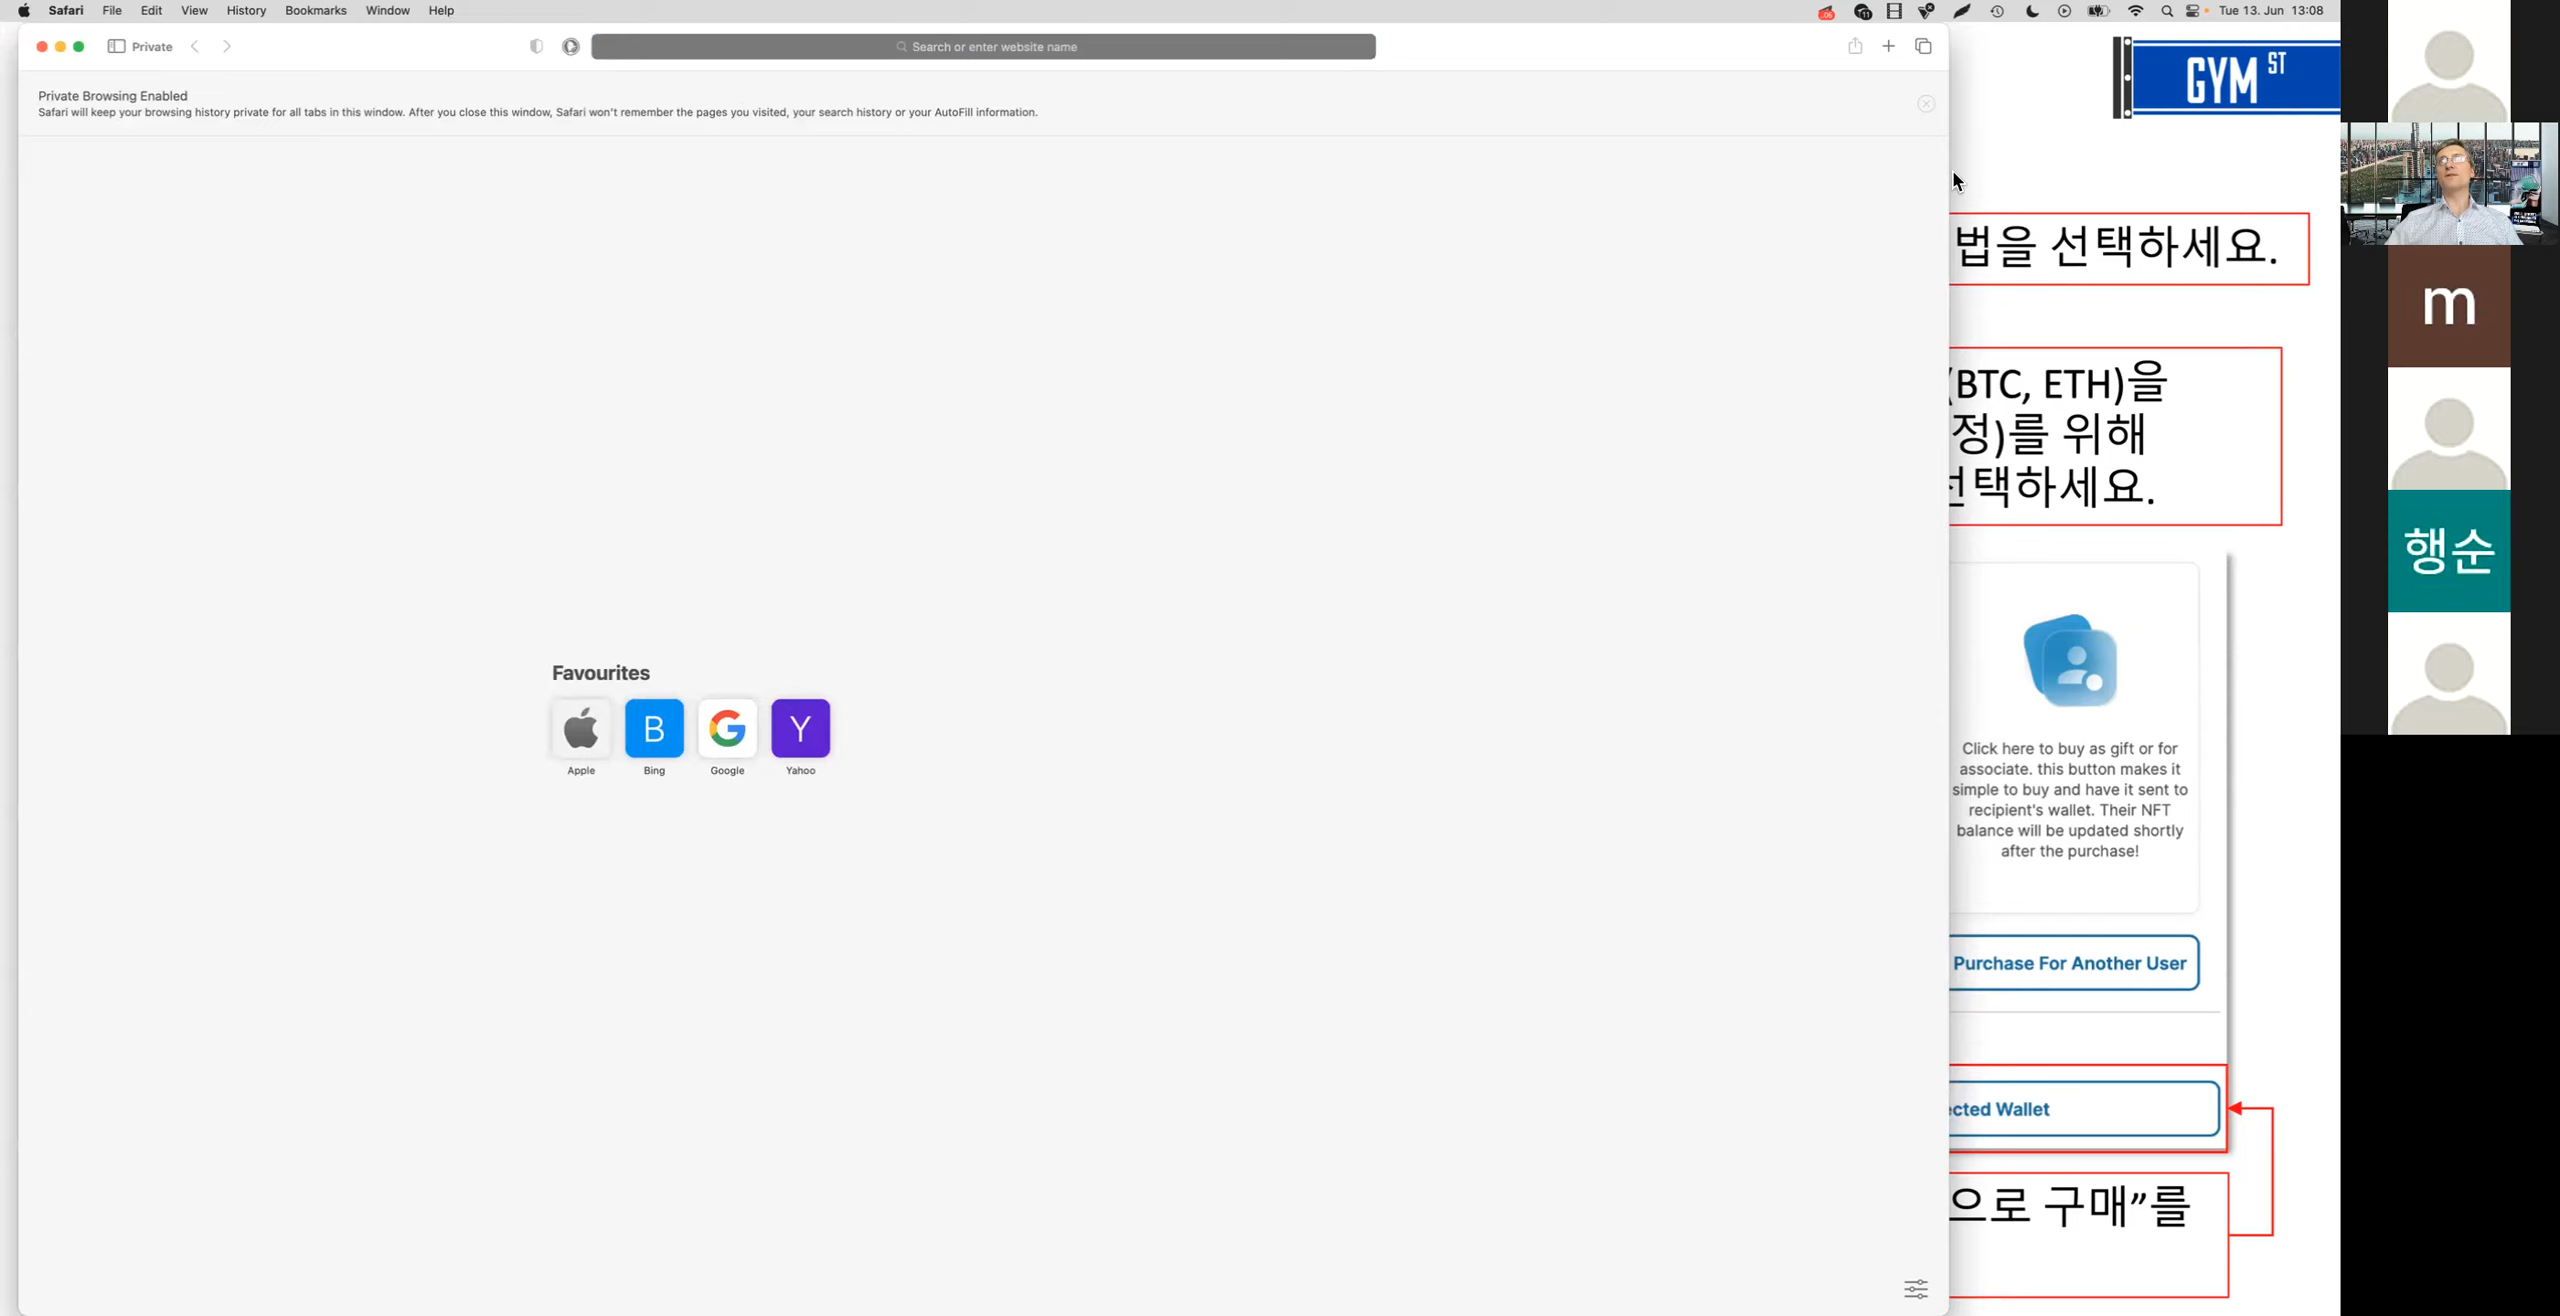 Safari File Edit View History Bookmarks Window Help
Tue 13. Jun 13:08
Private
Search or enter website name
Private Browsing Enabled
Safari will keep your browsing history private for all tabs in this window. After you close this window, Safari won't remember the pages you visited, your search history or your AutoFill information.
Favourites
B
Y
Apple Bing Google Yahoo
GYM ST
법을 선택하세요.
(BTC, ETH)을
정)를 위해
선택하세요.
Click here to buy as gift or for
associate. this button makes it
simple to buy and have it sent to
recipient's wallet. Their NFT
balance will be updated shortly
after the purchase!
Purchase For Another User
ected Wallet
으로 구매”를
m
행순